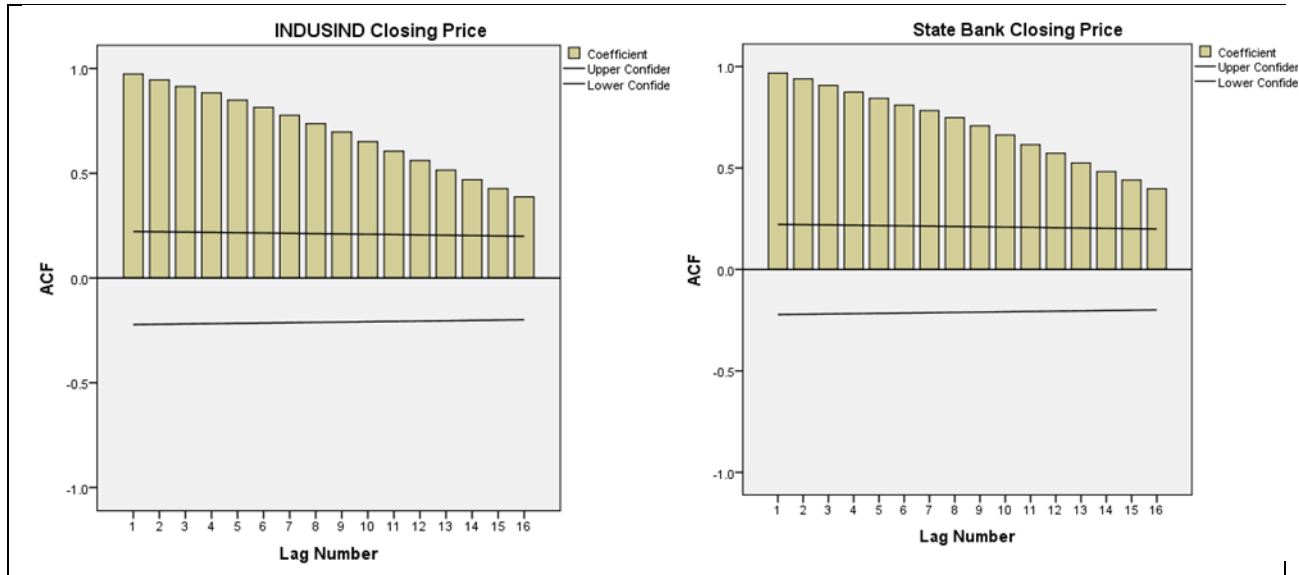 INDUSIND Closing Price
Coefficient
Upper Confider
Lower Confide
1.0
0.5
0.0
-0.5
-1.0
ACF
1 2 3 4 5 6 7 8 9 10 11 12 13 14 15 16
Lag Number
State Bank Closing Price
Coefficient
Upper Confiden
Lower Confide
1.0
0.5
0.0
-0.5
-1.0
ACF
1 2 3 4 5 6 7 8 9 10 11 12 13 14 15 16
Lag Number